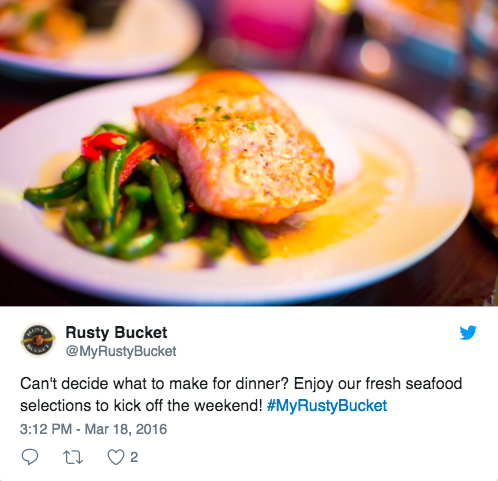 Rusty Bucket
@MyRustyBucket
Can't decide what to make for dinner? Enjoy our fresh seafood
selections to kick off the weekend! #MyRustyBucket
3:12 PM - Mar 18, 2016
2